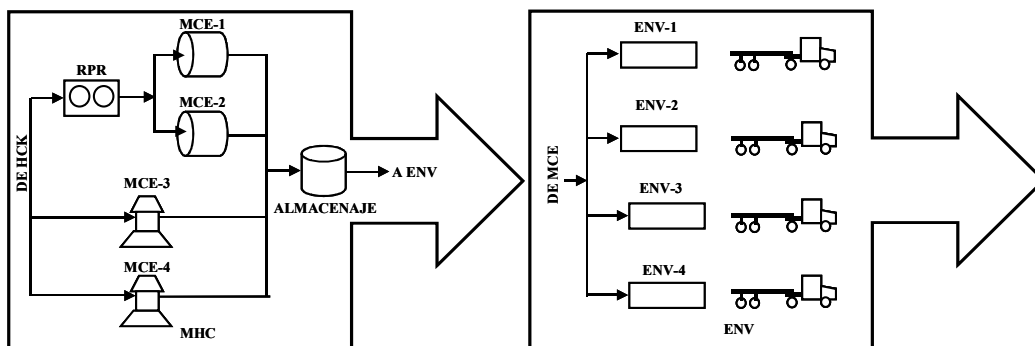 MCE-1
RPR
MCE-2
DE HCK
A ENV
MCE-3
ALMACENAJE
MCE-4
MHC
ENV-1
ENV-2
DE MCE
ENV-3
ENV-4
ENV